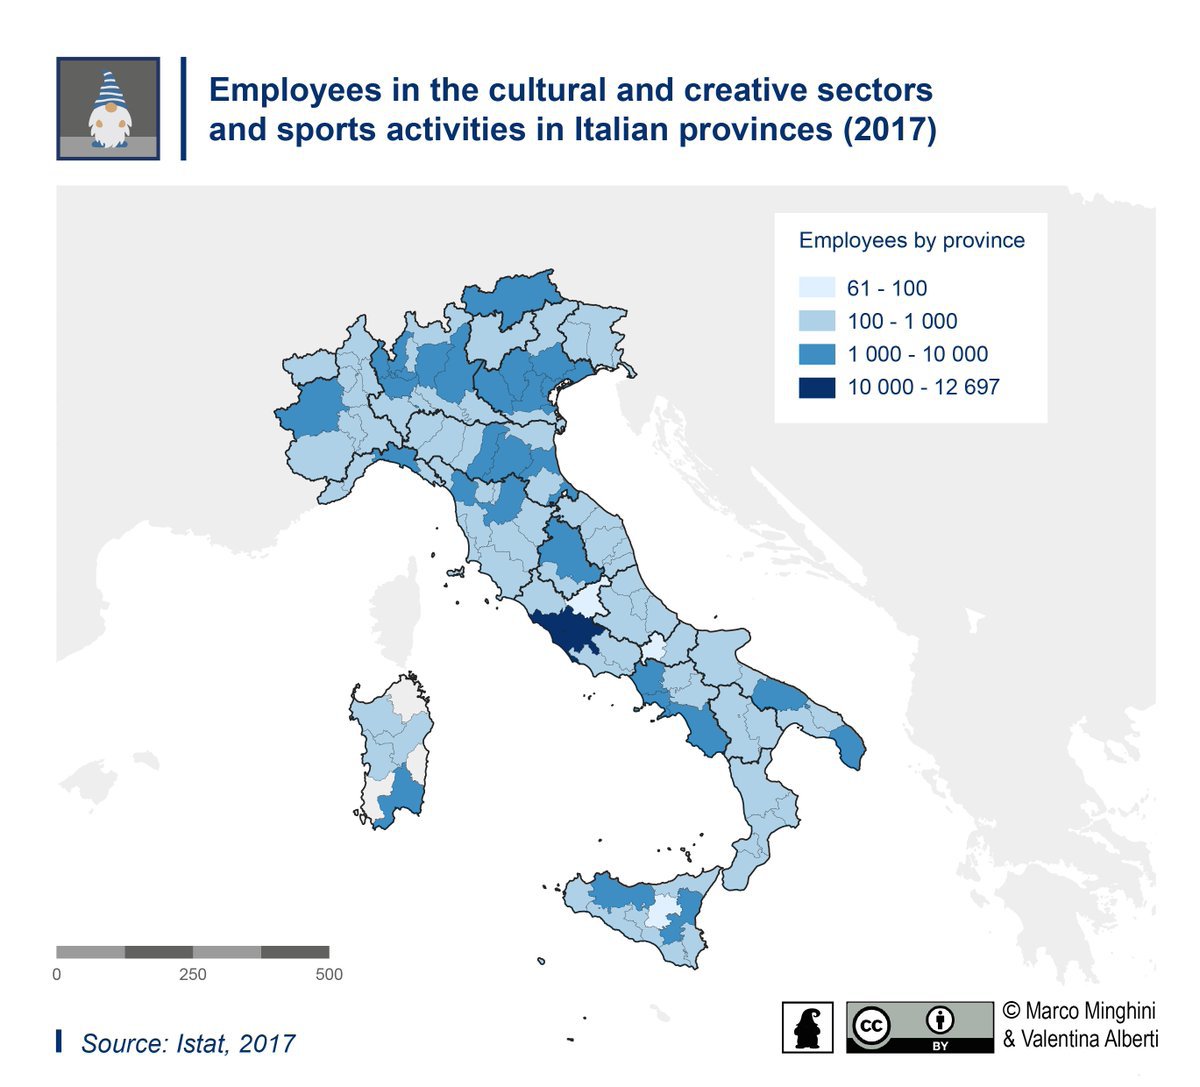 Employees in the cultural and creative sectors
and sports activities in Italian provinces (2017)
Employees by province
61 - 100
100 - 1 000
1 000 - 10 000
10 000 - 12 697
0 250 500
Source: Istat, 2017
cc
BY
© Marco Minghini
& Valentina Alberti